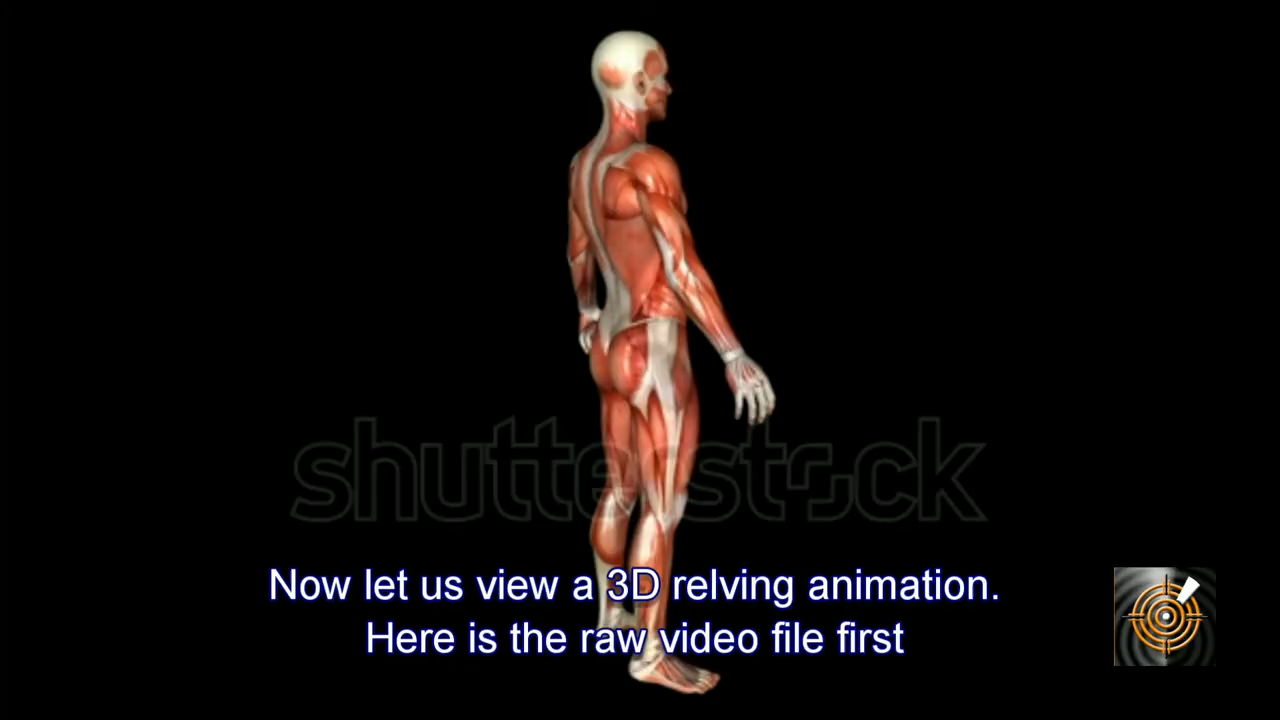 shutterstock
Now let us view a 3D relving animation.
Here is the raw video file first